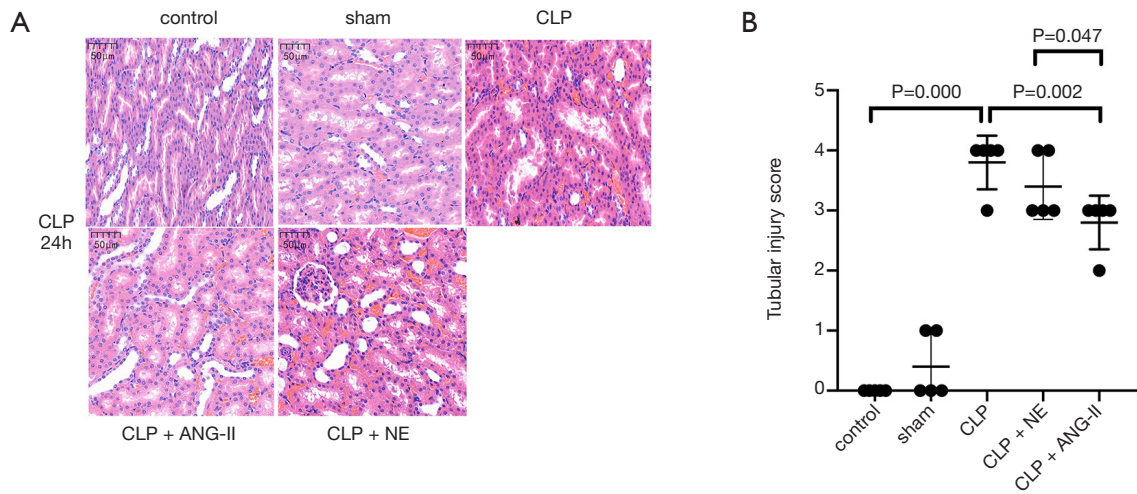 A
control
sham
CLP
50μm
50μm
50μm
CLP
24h
50μm
50μm
CLP + ANG-II
CLP + NE
B
P=0.047
P=0.000
P=0.002
Tubular injury score
5
4
3
2
1
0
control
sham
CLP
CLP + NE
CLP + ANG-II